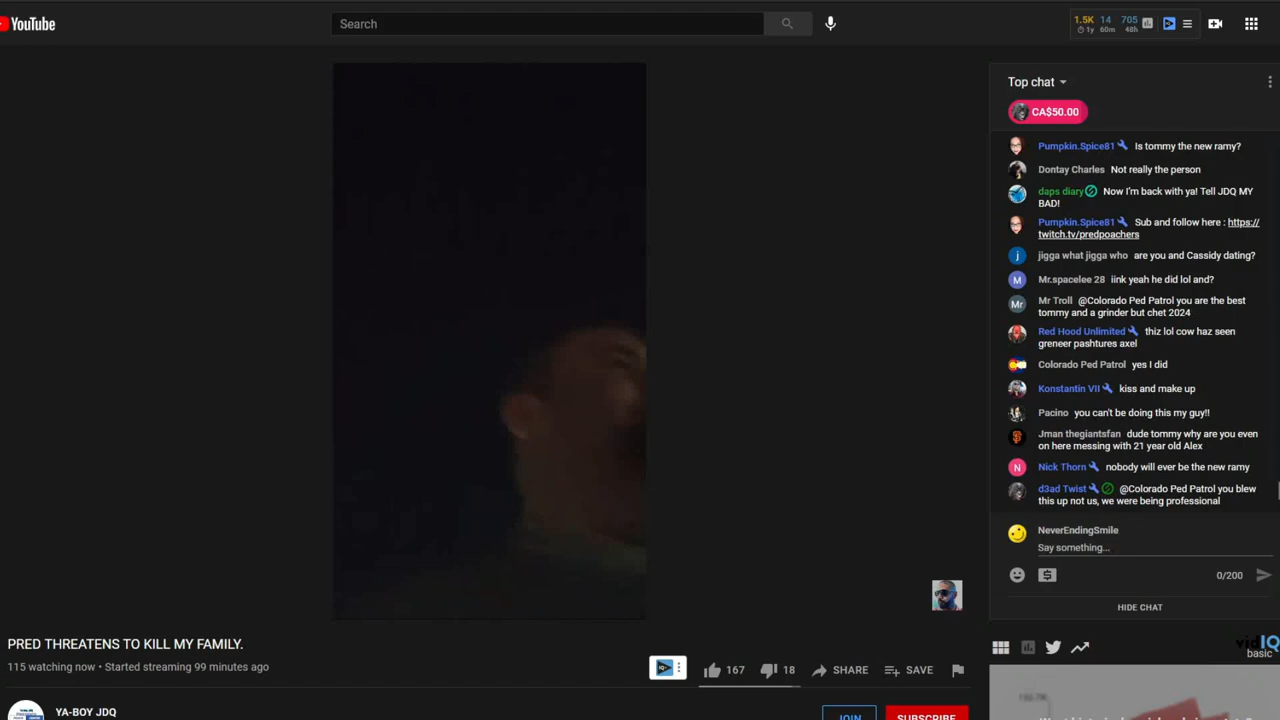 YouTube
Search
1.5K 14 705
1y 60m 48h
Top chat
CA$50.00
Pumpkin.Spice81 Is tommy the new ramy?
Dontay Charles Not really the person
daps diary Now I'm back with ya! Tell JDQ MY
BAD!
Pumpkin.Spice81 Sub and follow here : https://
twitch.tv/predpoachers
jigga what jigga who are you and Cassidy dating?
Mr.spacelee 28 iink yeah he did lol and?
Mr Troll @Colorado Ped Patrol you are the best
tommy and a grinder but chet 2024
Red Hood Unlimited thiz lol cow haz seen
greneer pashtures axel
Colorado Ped Patrol yes I did
Konstantin VII kiss and make up
Pacino you can't be doing this my guy!!
Jman thegiantsfan dude tommy why are you even
on here messing with 21 year old Alex
Nick Thorn nobody will ever be the new ramy
d3ad Twist @Colorado Ped Patrol you blew
this up not us, we were being professional
NeverEndingSmile
Say something...
0/200
HIDE CHAT
PRED THREATENS TO KILL MY FAMILY.
115 watching now • Started streaming 99 minutes ago
167 18 SHARE SAVE
vidIQ
basic
YA-BOY JDQ
JOIN SUBSCRIBE